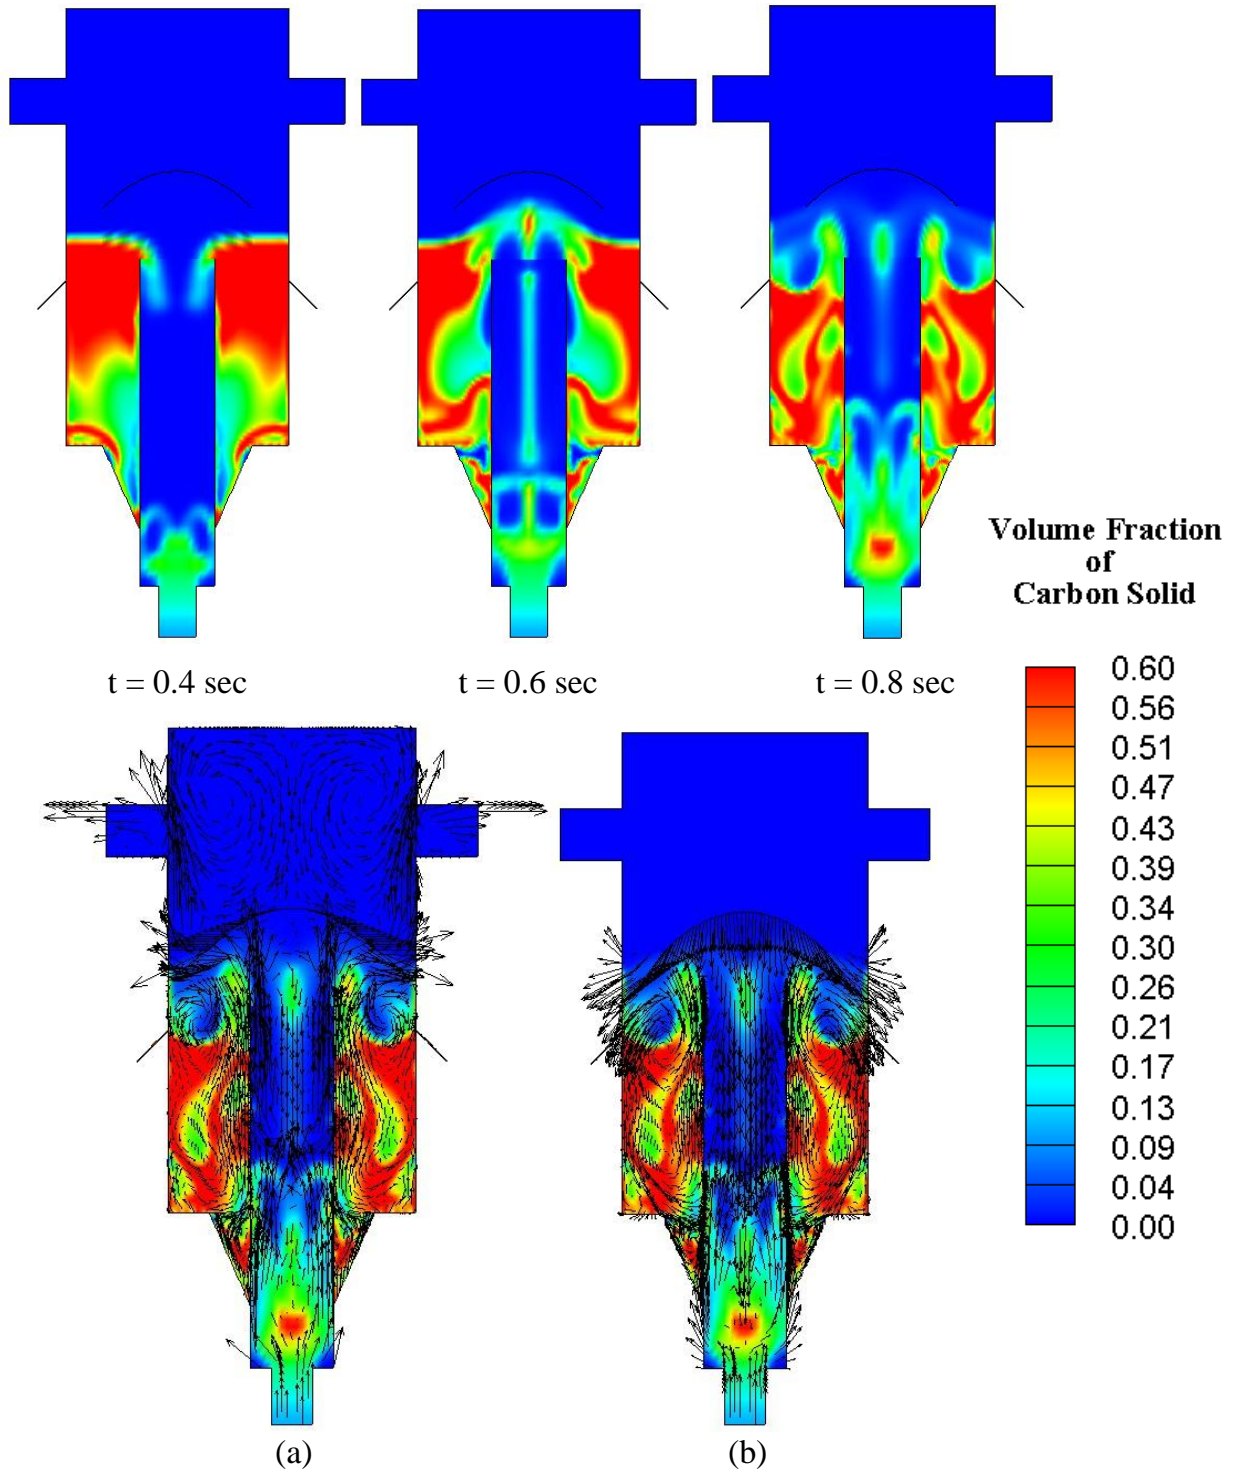 Volume Fraction
of
Carbon Solid
t = 0.4 sec
t = 0.6 sec
t = 0.8 sec
0.60
0.56
0.51
0.47
0.43
0.39
0.34
0.30
0.26
0.21
0.17
0.13
0.09
0.04
0.00
(a)
(b)